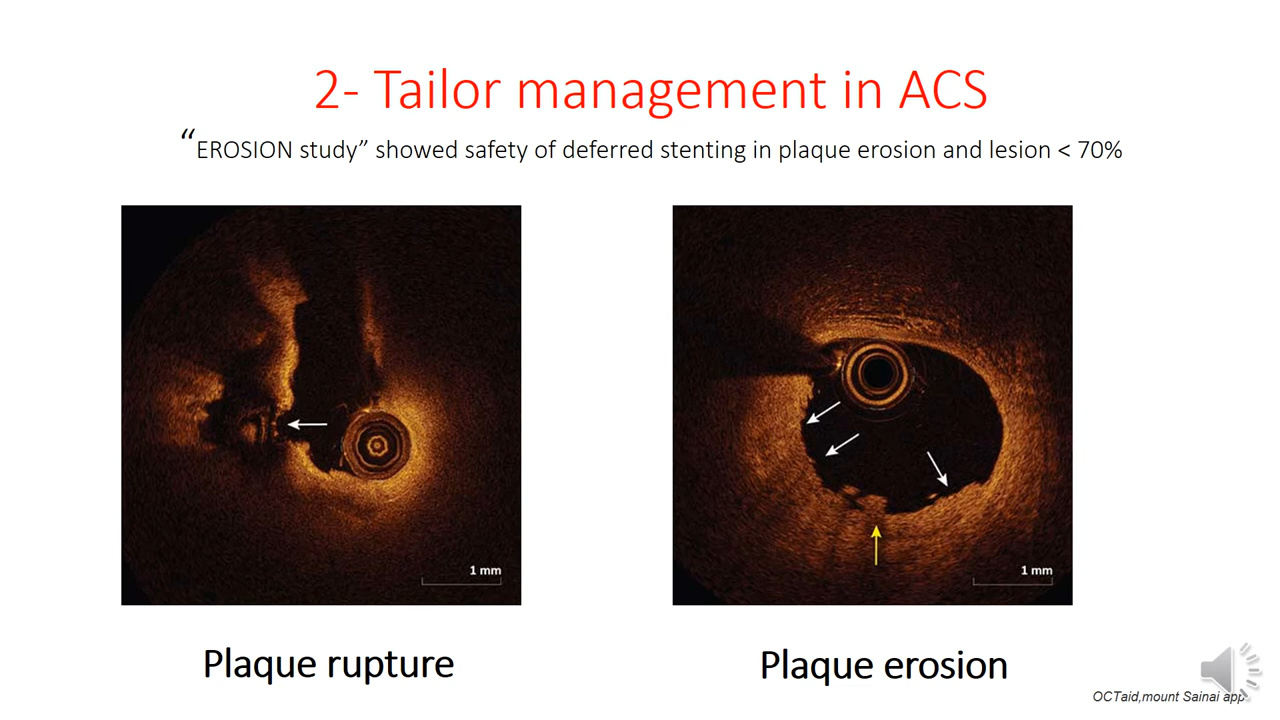 2- Tailor management in ACS
“EROSION study” showed safety of deferred stenting in plaque erosion and lesion < 70%
1 mm
1 mm
Plaque rupture
Plaque erosion
OCTaid,mount Sainai app.